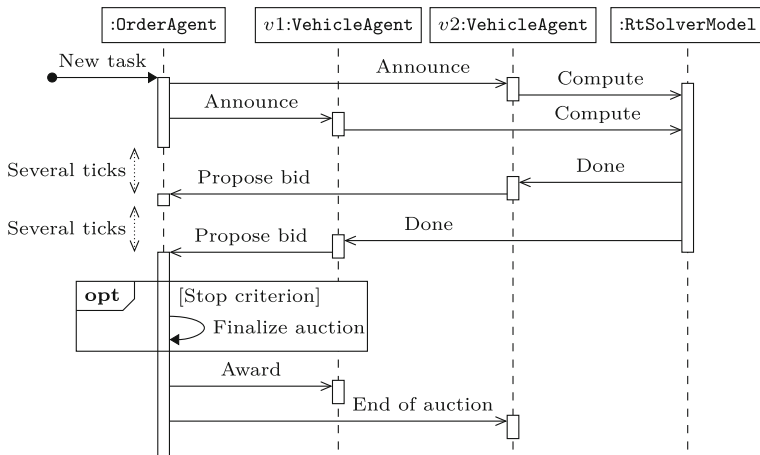 :OrderAgent
v1:VehicleAgent
v2:VehicleAgent
:RtSolverModel
New task
Announce
Compute
Announce
Compute
Several ticks
Done
Propose bid
Several ticks
Done
Propose bid
opt
[Stop criterion]
Finalize auction
Award
End of auction